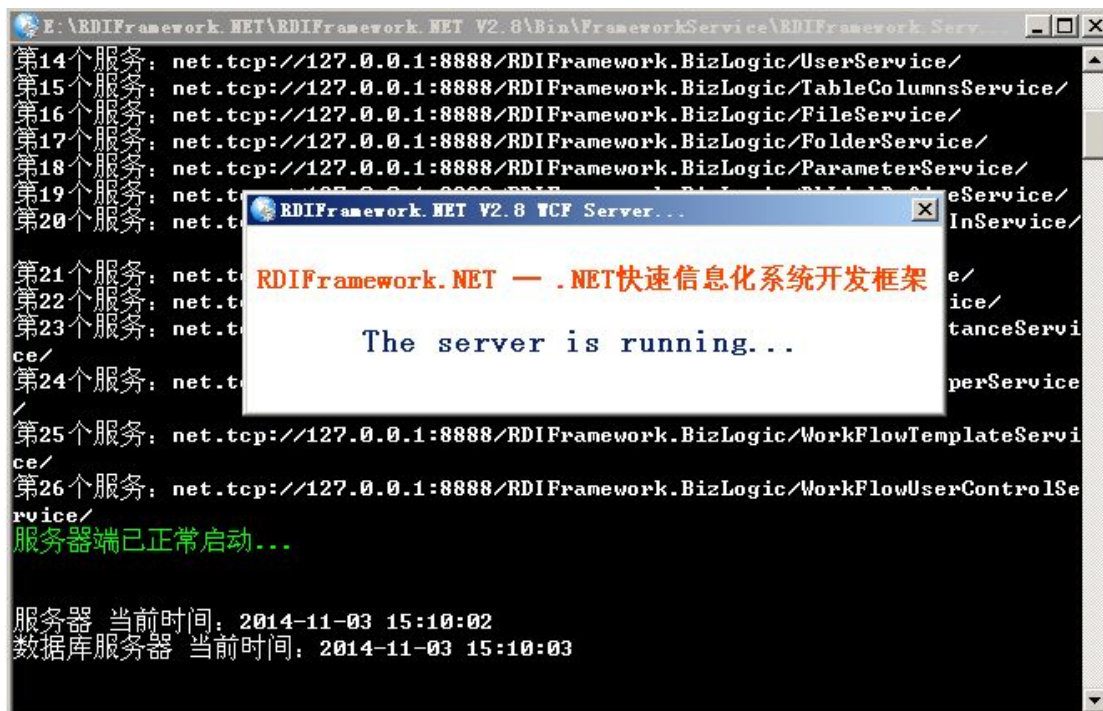 E:\RDIFramework.NET\RDIFramework.NET V2.8\Bin\FrameworkService\RDIFramework.Serv...
第14个服务：net.tcp://127.0.0.1:8888/RDIFramework.BizLogic/UserService/
第15个服务：net.tcp://127.0.0.1:8888/RDIFramework.BizLogic/TableColumnsService/
第16个服务：net.tcp://127.0.0.1:8888/RDIFramework.BizLogic/FileService/
第17个服务：net.tcp://127.0.0.1:8888/RDIFramework.BizLogic/FolderService/
第18个服务：net.tcp://127.0.0.1:8888/RDIFramework.BizLogic/ParameterService/
第19个服务：net.t eService/
第20个服务：net.t InService/
RDIFramework.NET V2.8 WCF Server...
RDIFramework.NET — .NET快速信息化系统开发框架
The server is running...
第21个服务：net.t e/
第22个服务：net.t ice/
第23个服务：net.t tanceServi
ce/
第24个服务：net.t perService
/
第25个服务：net.tcp://127.0.0.1:8888/RDIFramework.BizLogic/WorkFlowTemplateServi
ce/
第26个服务：net.tcp://127.0.0.1:8888/RDIFramework.BizLogic/WorkFlowUserControlSe
rvice/
服务器端已正常启动...
服务器 当前时间：2014-11-03 15:10:02
数据库服务器 当前时间：2014-11-03 15:10:03